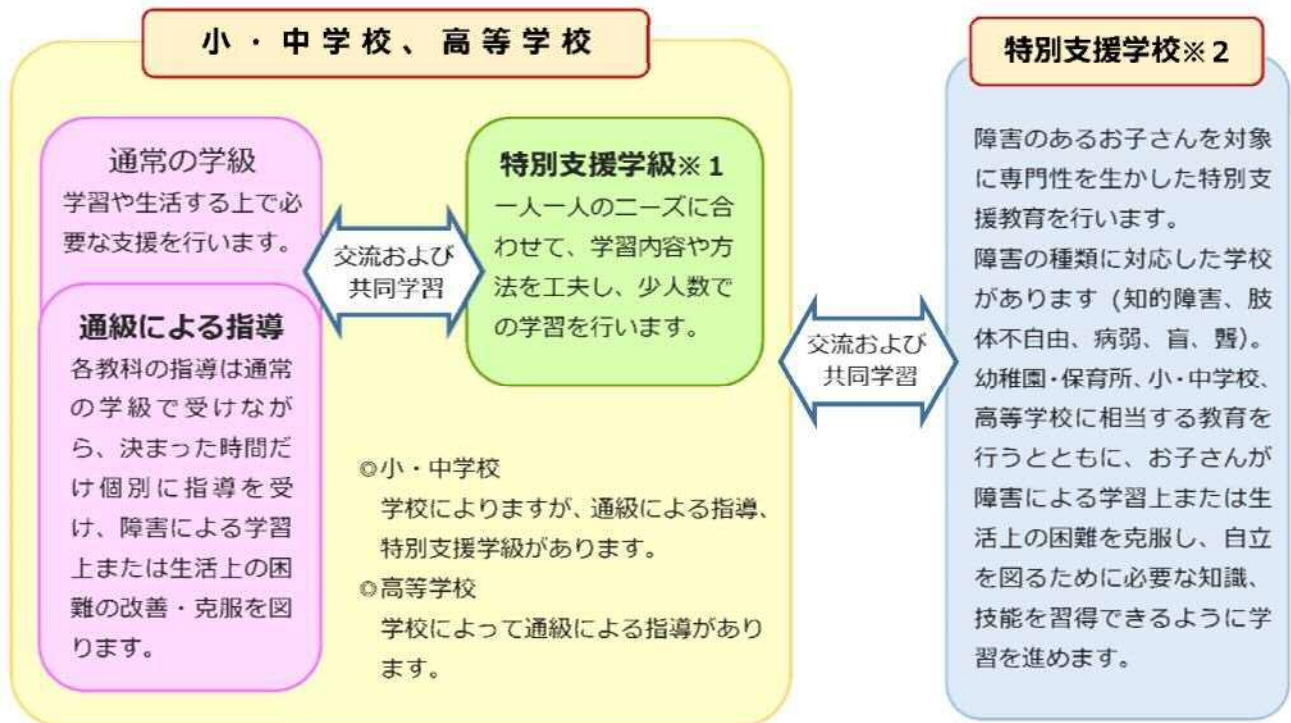 小・中学校、高等学校
通常の学級
学習や生活する上で必
要な支援を行います。
通級による指導
各教科の指導は通常
の学級で受けなが
ら、決まった時間だ
け個別に指導を受
け、障害による学習
上または生活上の困
難の改善・克服を図
ります。
交流および
共同学習
特別支援学級※1
一人一人のニーズに合
わせて、学習内容や方
法を工夫し、少人数で
の学習を行います。
◎小・中学校
学校によりますが、通級による指導、
特別支援学級があります。
◎高等学校
学校によって通級による指導があり
ます。
交流および
共同学習
特別支援学校※2
障害のあるお子さんを対象
に専門性を生かした特別支
援教育を行います。
障害の種類に対応した学校
があります (知的障害、肢
体不自由、病弱、盲、聾)。
幼稚園・保育所、小・中学校、
高等学校に相当する教育を
行うとともに、お子さんが
障害による学習上または生
活上の困難を克服し、自立
を図るために必要な知識、
技能を習得できるように学
習を進めます。